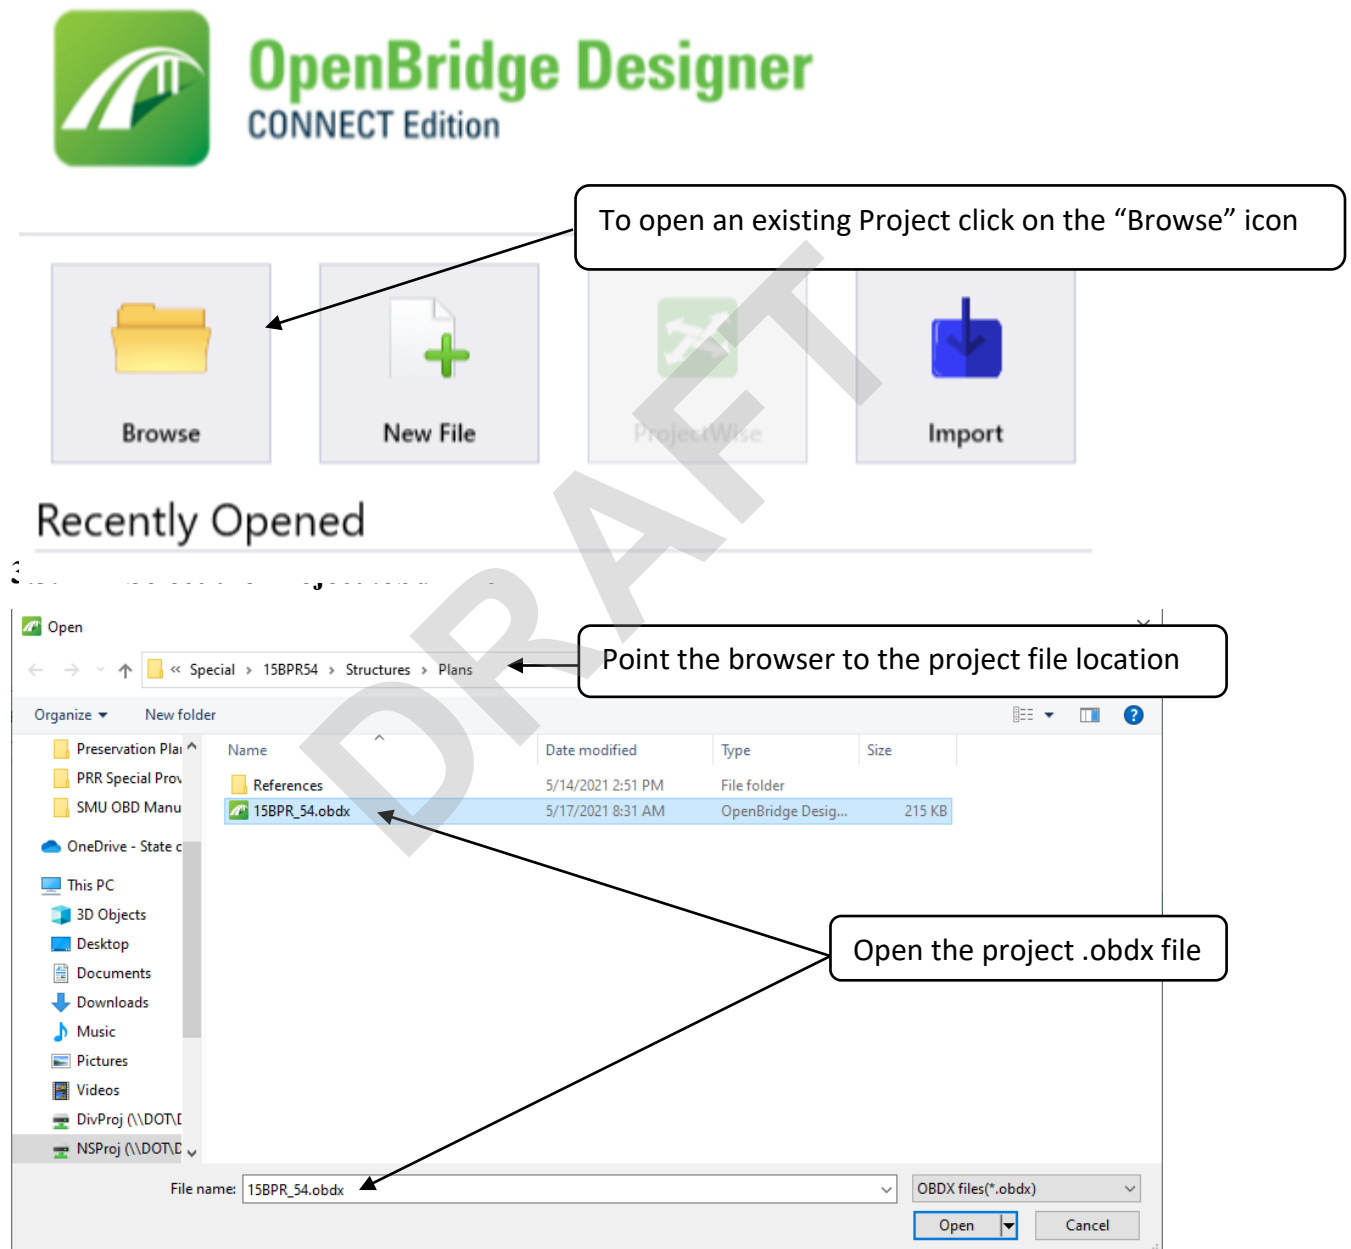 OpenBridge Designer
CONNECT Edition
To open an existing Project click on the “Browse” icon
Browse
New File
ProjectWise
Import
Recently Opened
Open
« Special > 15BPR54 > Structures > Plans
Point the browser to the project file location
Organize
New folder
Preservation Plan
PRR Special Prov
SMU OBD Manu
OneDrive - State c
This PC
3D Objects
Desktop
Documents
Downloads
Music
Pictures
Videos
DivProj (\\DOT\D
NSProj (\\DOT\D
Name
Date modified
Type
Size
References
5/14/2021 2:51 PM
File folder
15BPR_54.obdx
5/17/2021 8:31 AM
OpenBridge Desig...
215 KB
Open the project .obdx file
File name:
15BPR_54.obdx
OBDX files(*.obdx)
Open
Cancel
DRAFT